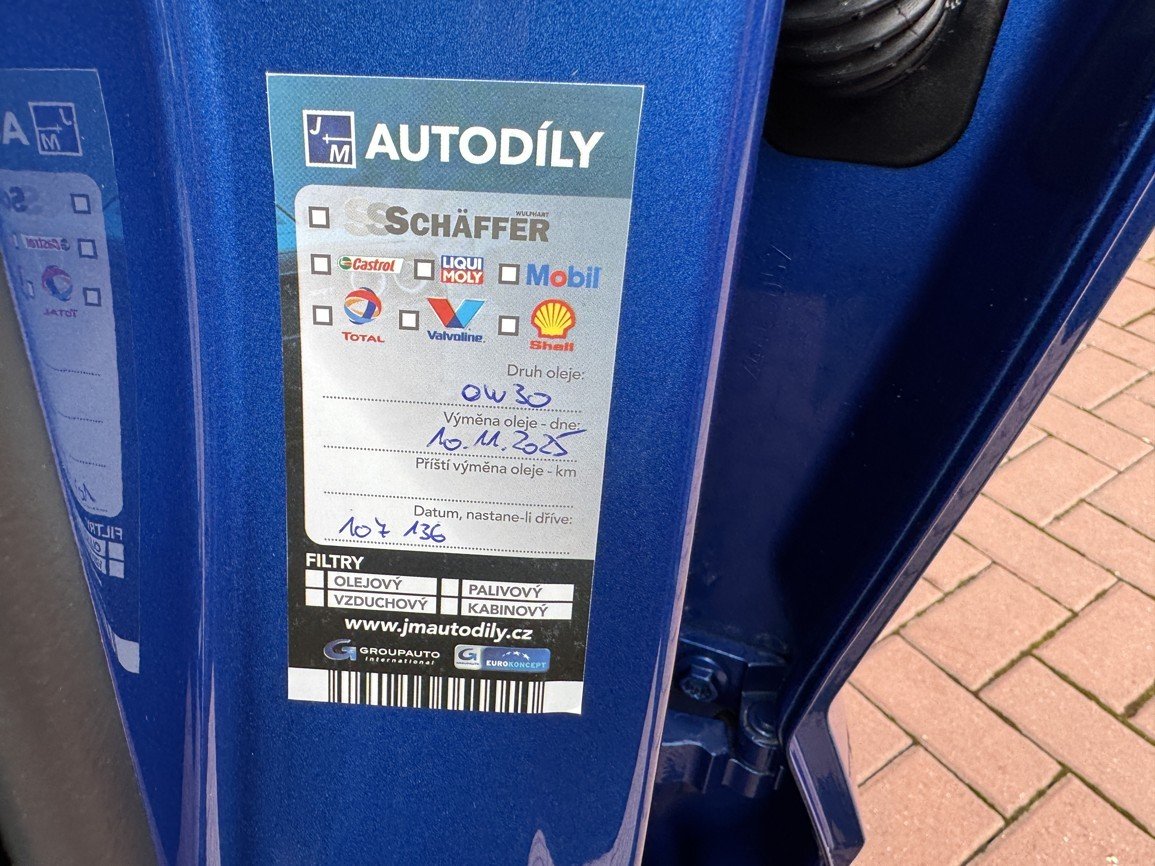 J M AUTODÍLY
WULPHART
SCHÄFFER
Castrol LIQUI MOLY Mobil
TOTAL Valvoline Shell
Druh oleje:
0W30
Výměna oleje - dne:
10.11.2025
Příští výměna oleje - km
Datum, nastane-li dříve:
107 136
FILTRY
OLEJOVÝ PALIVOVÝ
VZDUCHOVÝ KABINOVÝ
www.jmautodily.cz
G GROUPAUTO International G EUROKONCEPT